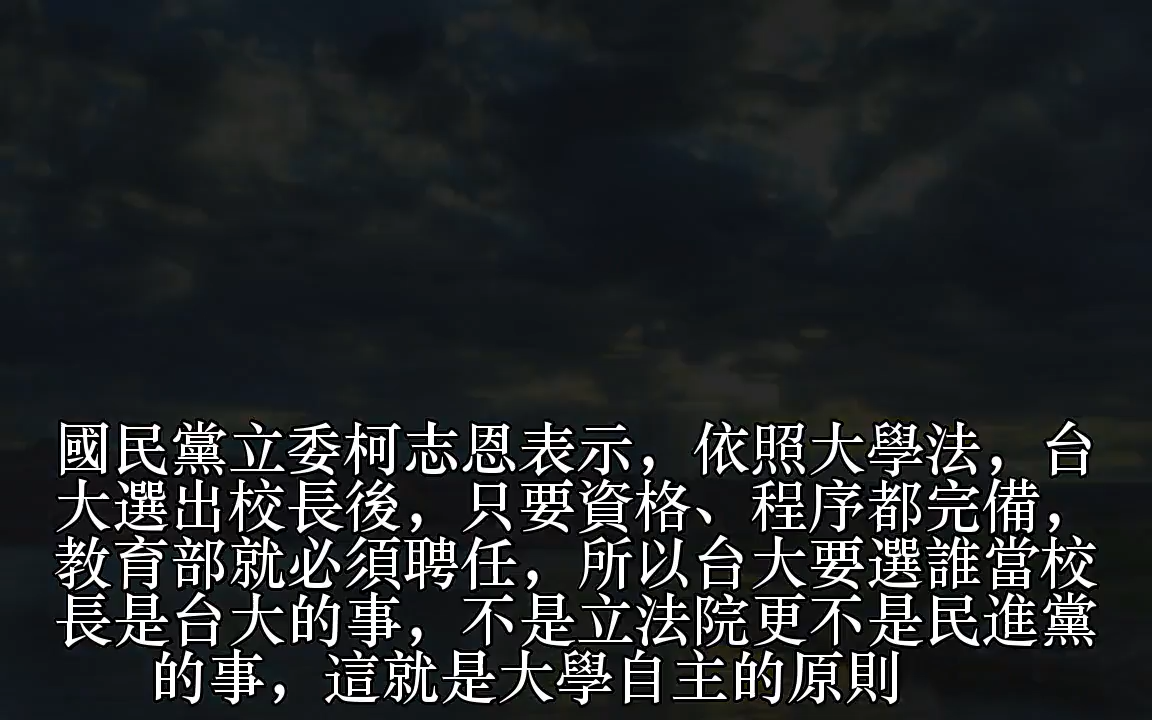 國民黨立委柯志恩表示，依照大學法，台
大選出校長後，只要資格、程序都完備，
教育部就必須聘任，所以台大要選誰當校
長是台大的事，不是立法院更不是民進黨
的事，這就是大學自主的原則